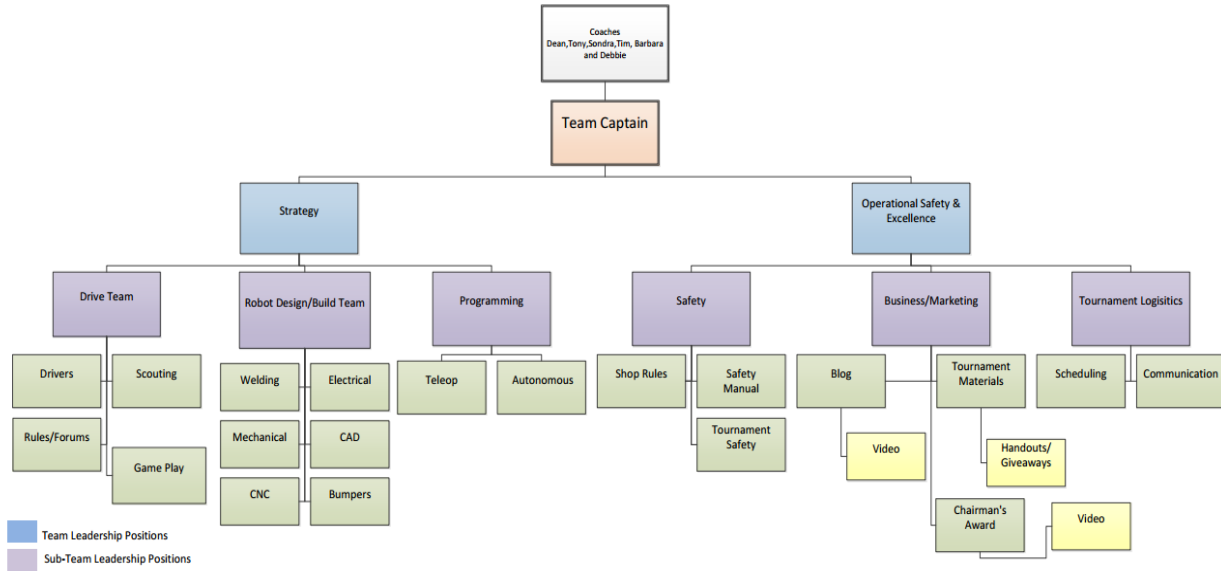 Coaches
Dean,Tony,Sondra,Tim, Barbara
and Debbie
Team Captain
Strategy
Operational Safety &
Excellence
Drive Team
Robot Design/Build Team
Programming
Safety
Business/Marketing
Tournament Logisitics
Drivers
Scouting
Rules/Forums
Game Play
Welding
Electrical
Mechanical
CAD
CNC
Bumpers
Teleop
Autonomous
Shop Rules
Safety
Manual
Tournament
Safety
Blog
Tournament
Materials
Video
Handouts/
Giveaways
Chairman's
Award
Video
Scheduling
Communication
Team Leadership Positions
Sub-Team Leadership Positions